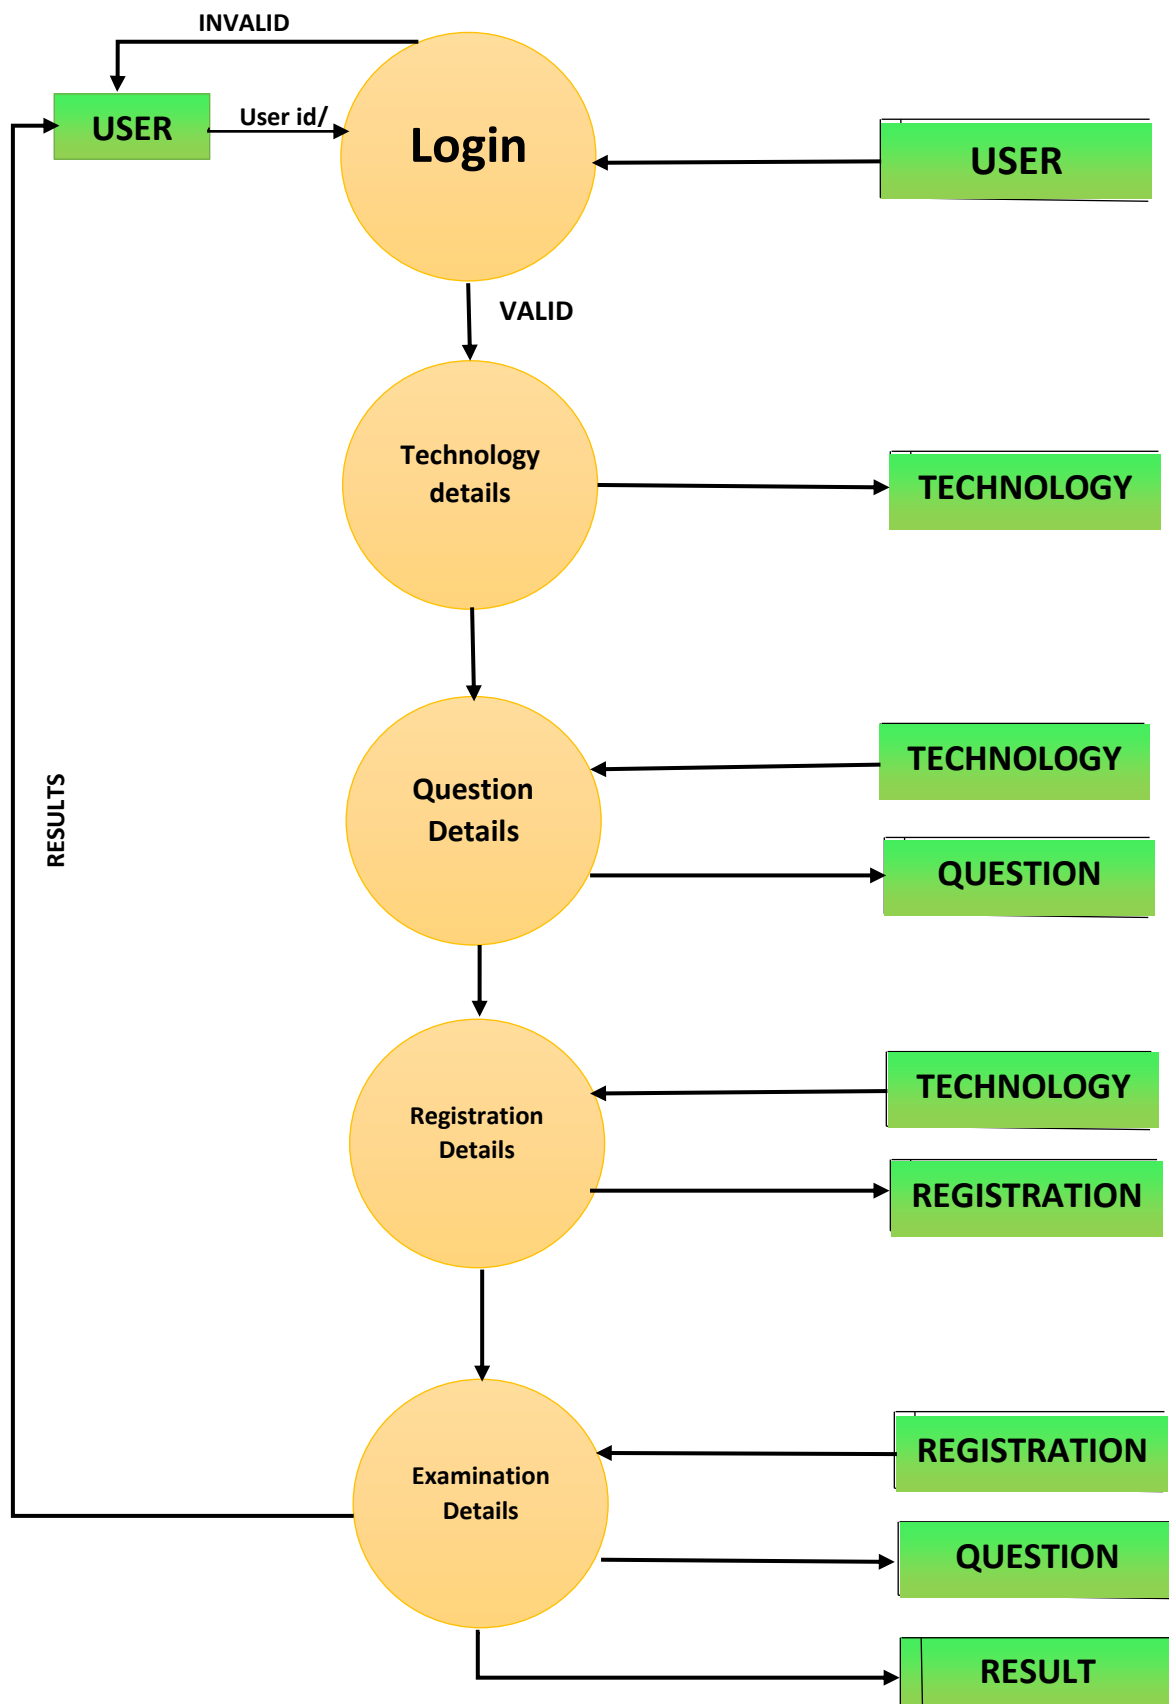 INVALID
USER
User id/
Login
USER
VALID
Technology
details
TECHNOLOGY
RESULTS
Question
Details
TECHNOLOGY
QUESTION
Registration
Details
TECHNOLOGY
REGISTRATION
Examination
Details
REGISTRATION
QUESTION
RESULT